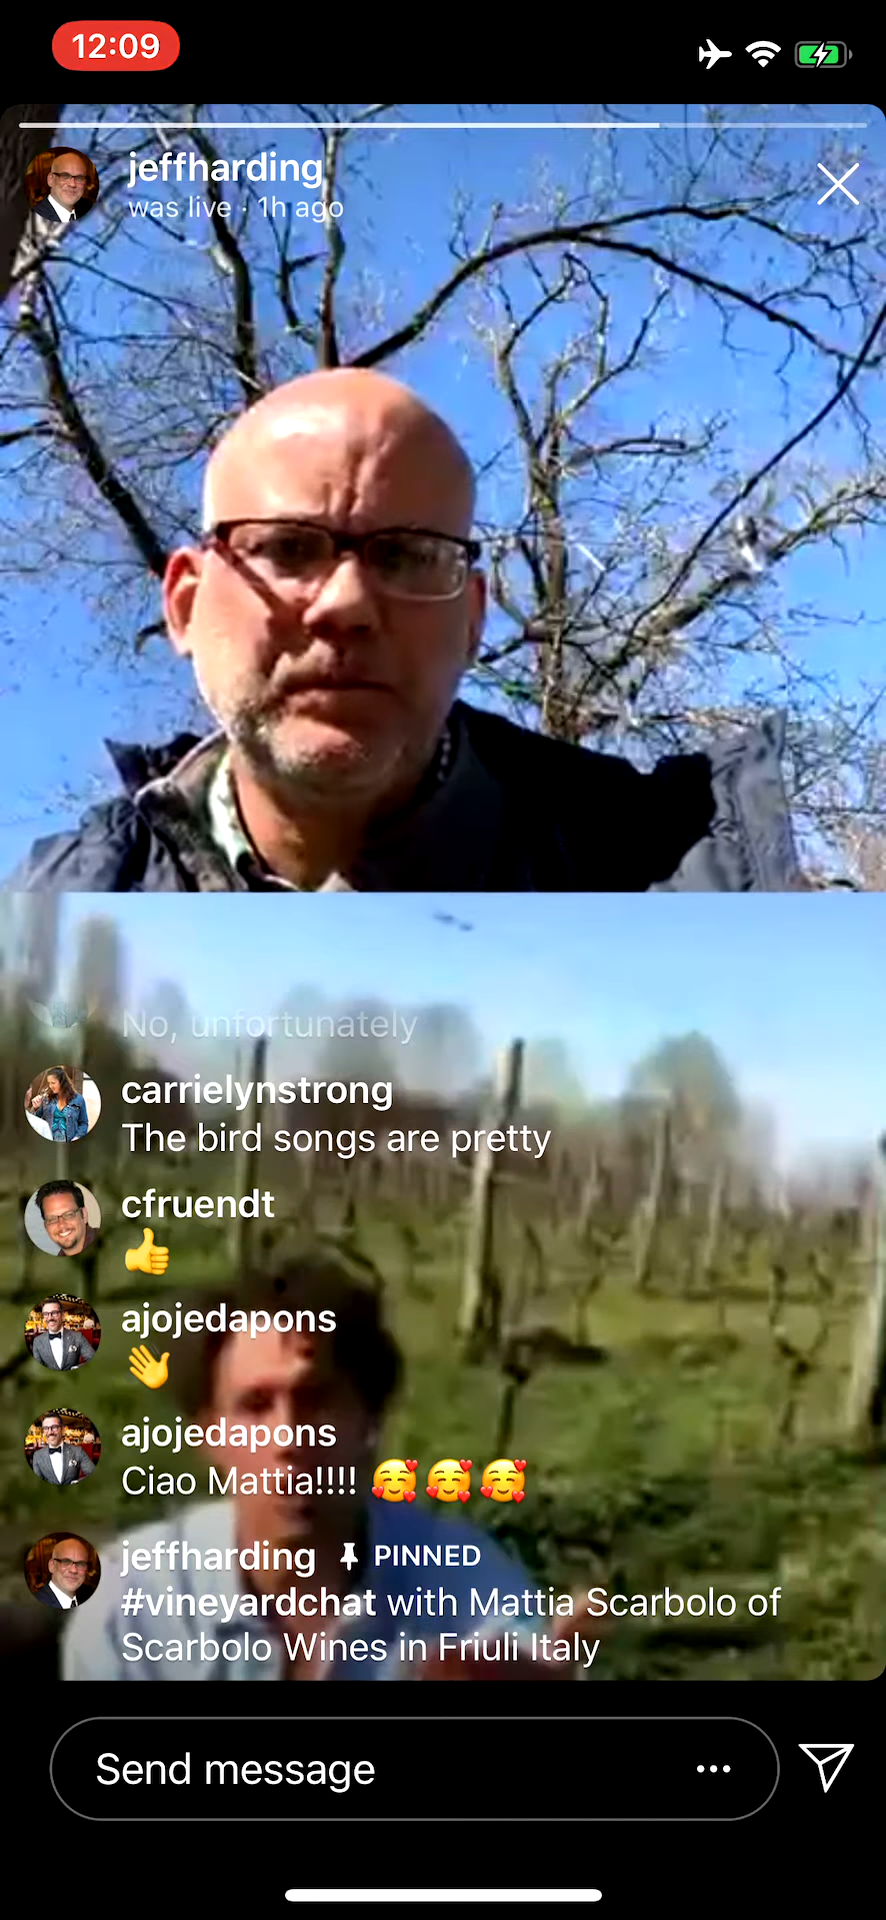 12:09
jeffharding
was live · 1h ago
No, unfortunately
carrielynstrong
The bird songs are pretty
cfruendt
👍
ajojedapons
👋
ajojedapons
Ciao Mattia!!!! 🥰🥰🥰
jeffharding 📌 PINNED
#vineyardchat with Mattia Scarbolo of
Scarbolo Wines in Friuli Italy
Send message